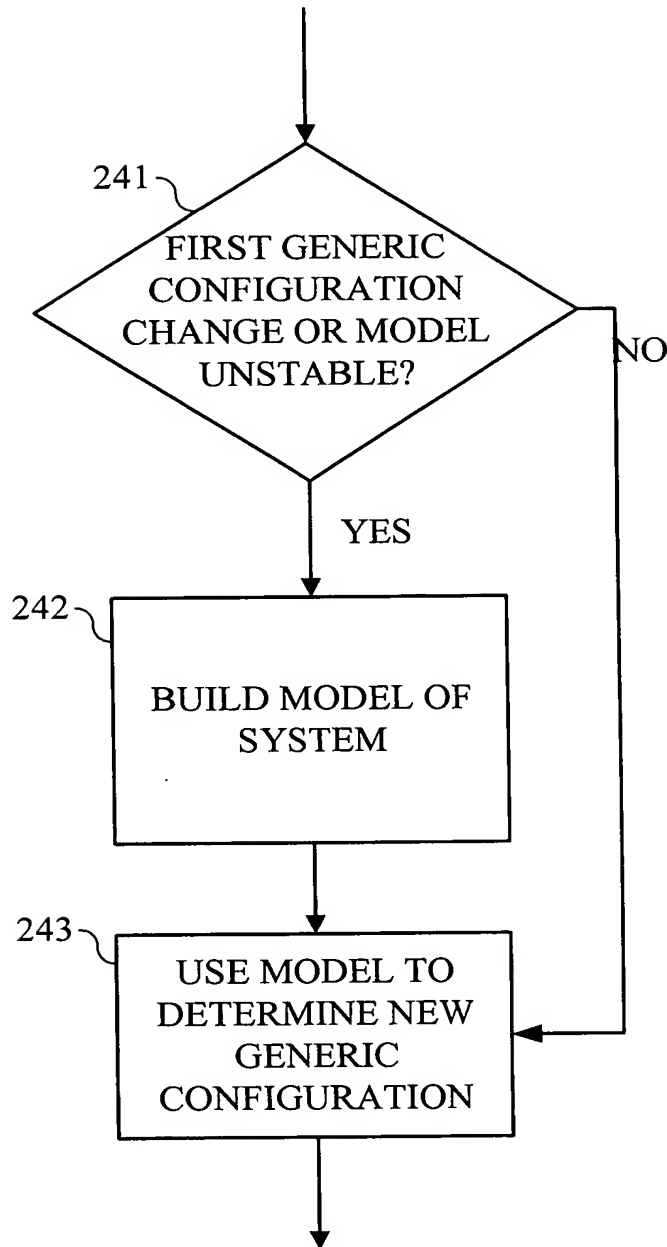 241
FIRST GENERIC
CONFIGURATION
CHANGE OR MODEL
UNSTABLE?
NO
YES
242
BUILD MODEL OF
SYSTEM
243
USE MODEL TO
DETERMINE NEW
GENERIC
CONFIGURATION